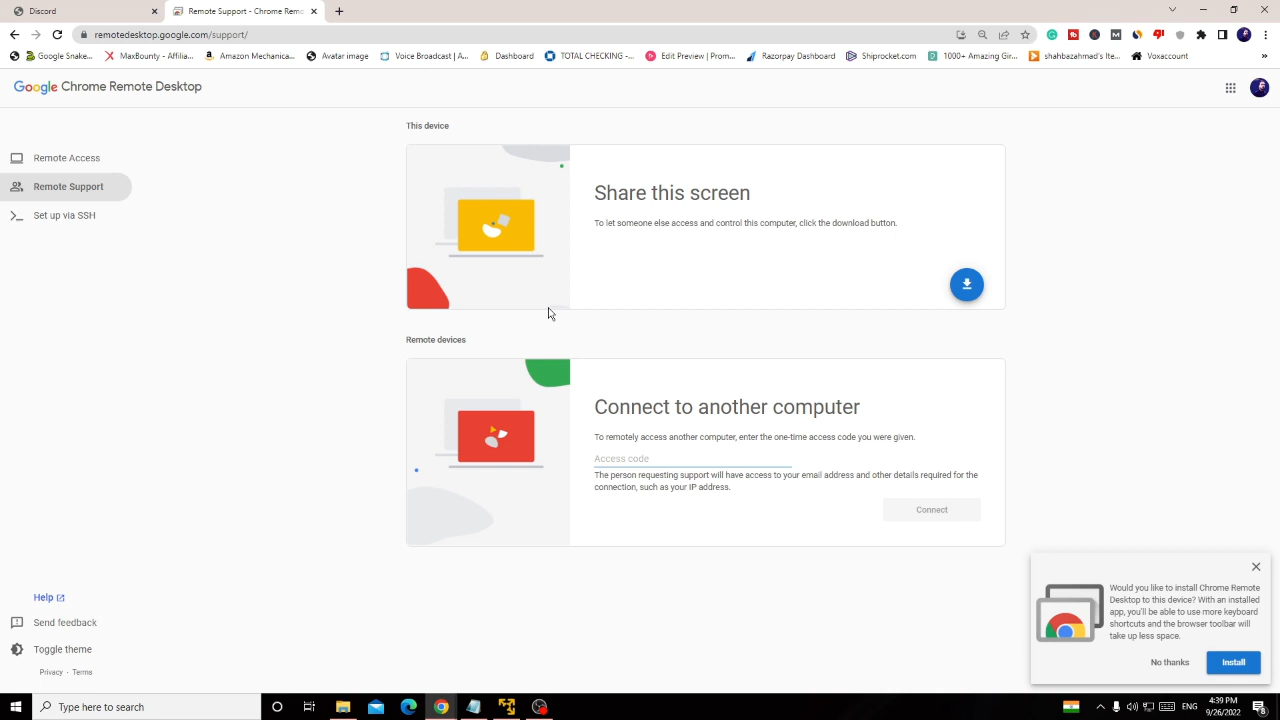 Discord
Remote Support - Chrome Remo
remotedesktop.google.com/support/
Google Snake...
MaxBounty - Affilia...
Amazon Mechanica...
Avatar image
Voice Broadcast | A...
Dashboard
TOTAL CHECKING -...
Edit Preview | Prom...
Razorpay Dashboard
Shiprocket.com
1000+ Amazing Gir...
shahbazahmad's Ite...
Voxaccount
»
Google Chrome Remote Desktop
Remote Access
Remote Support
Set up via SSH
This device
Share this screen
To let someone else access and control this computer, click the download button.
Remote devices
Connect to another computer
To remotely access another computer, enter the one-time access code you were given.
Access code
The person requesting support will have access to your email address and other details required for the
connection, such as your IP address.
Connect
Help
Send feedback
Toggle theme
Privacy · Terms
Would you like to install Chrome Remote
Desktop to this device? With an installed
app, you'll be able to use more keyboard
shortcuts and the browser toolbar will
take up less space.
No thanks
Install
Type here to search
ENG
4:39 PM
9/26/2022
8